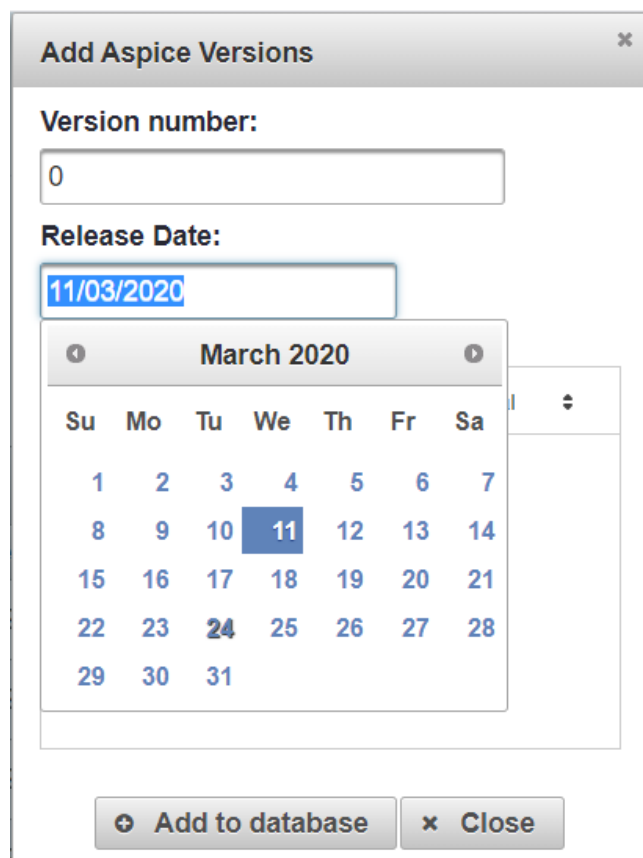 Add Aspice Versions
Version number:
0
Release Date:
11/03/2020
March 2020
Su Mo Tu We Th Fr Sa
1 2 3 4 5 6 7
8 9 10 11 12 13 14
15 16 17 18 19 20 21
22 23 24 25 26 27 28
29 30 31
Add to database
Close